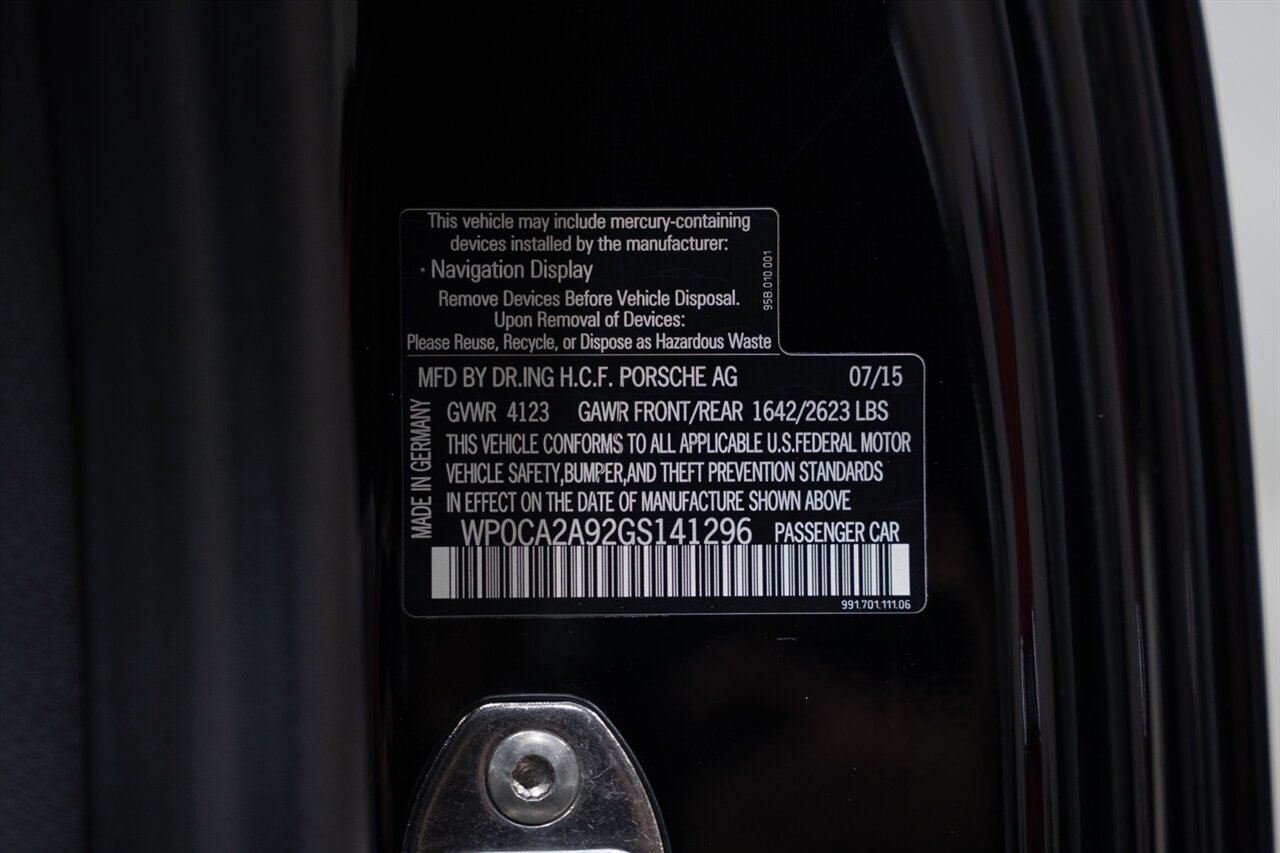 This vehicle may include mercury-containing
devices installed by the manufacturer:
· Navigation Display
Remove Devices Before Vehicle Disposal.
Upon Removal of Devices:
Please Reuse, Recycle, or Dispose as Hazardous Waste
95B.010.001
MFD BY DR.ING H.C.F. PORSCHE AG 07/15
GVWR 4123 GAWR FRONT/REAR 1642/2623 LBS
THIS VEHICLE CONFORMS TO ALL APPLICABLE U.S.FEDERAL MOTOR
VEHICLE SAFETY,BUMPER,AND THEFT PREVENTION STANDARDS
IN EFFECT ON THE DATE OF MANUFACTURE SHOWN ABOVE
MADE IN GERMANY
WP0CA2A92GS141296 PASSENGER CAR
991.701.111.06